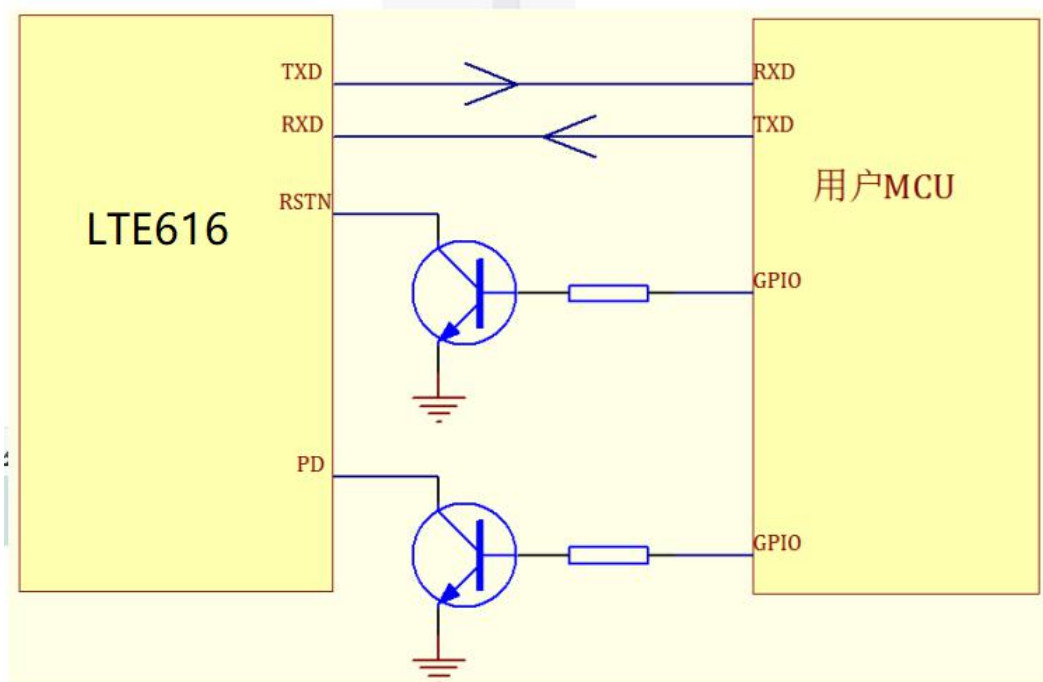 TXD
RXD
RXD
TXD
用户MCU
RSTN
LTE616
GPIO
PD
GPIO